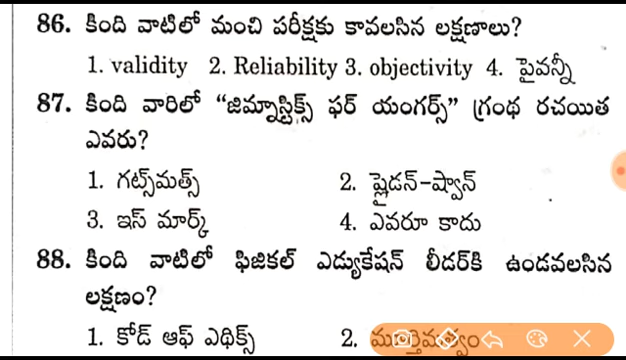 86. కింది వాటిలో మంచి పరీక్షకు కావలసిన లక్షణాలు?
1. validity 2. Reliability 3. objectivity 4. పైవన్నీ
87. కింది వారిలో "జిమ్నాస్టిక్స్ ఫర్ యంగర్స్" గ్రంథ రచయిత
ఎవరు?
1. గట్స్‌మత్స్ 2. ష్లైడన్-ష్వాన్
3. ఇస్ మార్క్ 4. ఎవరూ కాదు
88. కింది వాటిలో ఫిజికల్ ఎడ్యుకేషన్ లీడర్‌కి ఉండవలసిన
లక్షణం?
1. కోడ్ ఆఫ్ ఎథిక్స్ 2.